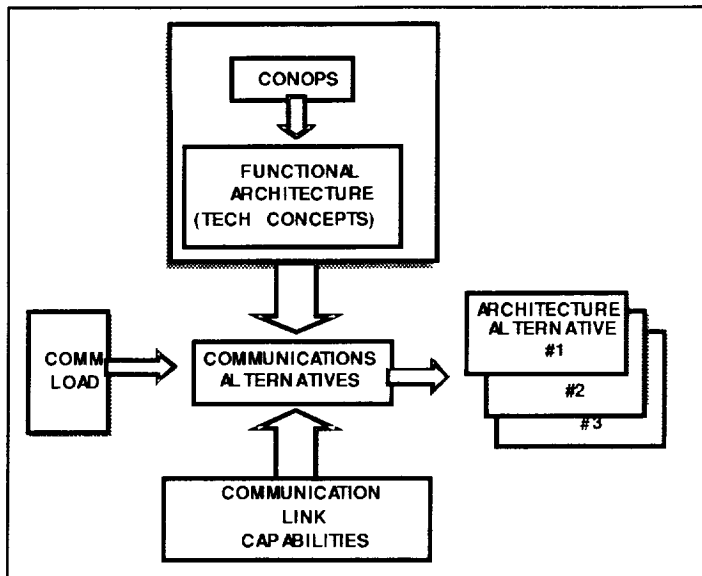 CONOPS
FUNCTIONAL
ARCHITECTURE
(TECH CONCEPTS)
COMM
LOAD
COMMUNICATIONS
ALTERNATIVES
ARCHITECTURE
ALTERNATIVE
#1
#2
#3
COMMUNICATION
LINK
CAPABILITIES